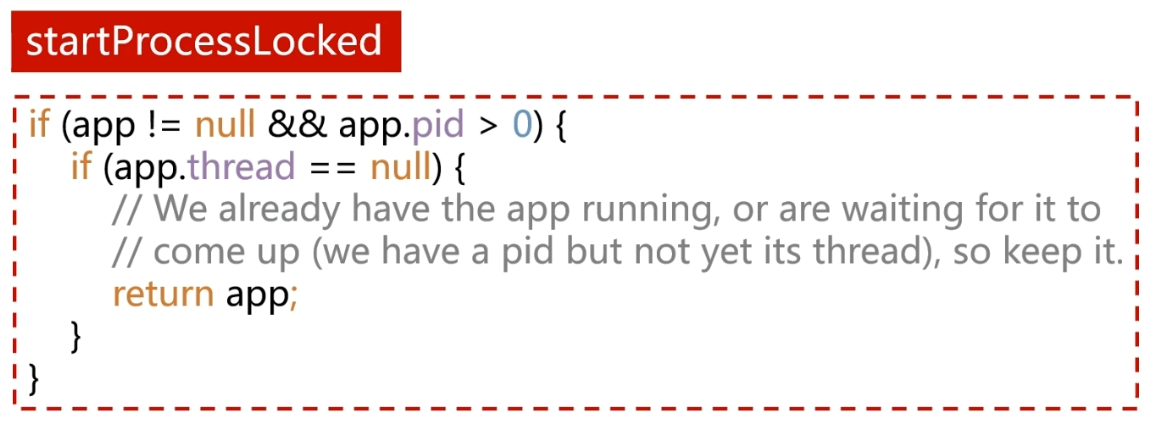 startProcessLocked
if (app != null && app.pid > 0) {
if (app.thread == null) {
// We already have the app running, or are waiting for it to
// come up (we have a pid but not yet its thread), so keep it.
return app;
}
}